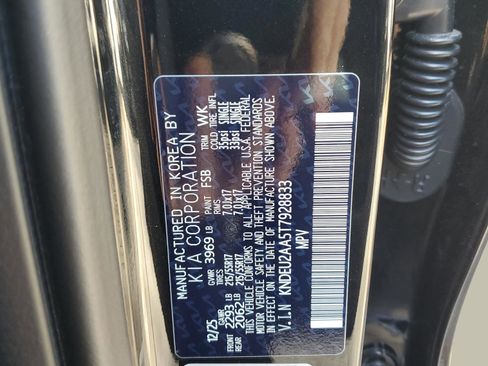 MANUFACTURED IN KOREA BY
KIA CORPORATION
12/25 GVWR 3969 LB PAINT FSB TRIM WK
GAWR TIRES RIMS COLD TIRE INFL
FRONT 2293 LB 215/55R17 7.0JX17 35psi SINGLE
REAR 2062 LB 215/55R17 7.0JX17 33psi SINGLE
THIS VEHICLE CONFORMS TO ALL APPLICABLE U.S.A. FEDERAL
MOTOR VEHICLE SAFETY AND THEFT PREVENTION STANDARDS
IN EFFECT ON THE DATE OF MANUFACTURE SHOWN ABOVE.
V.I.N KNDEU2AA5T7928833
MPV